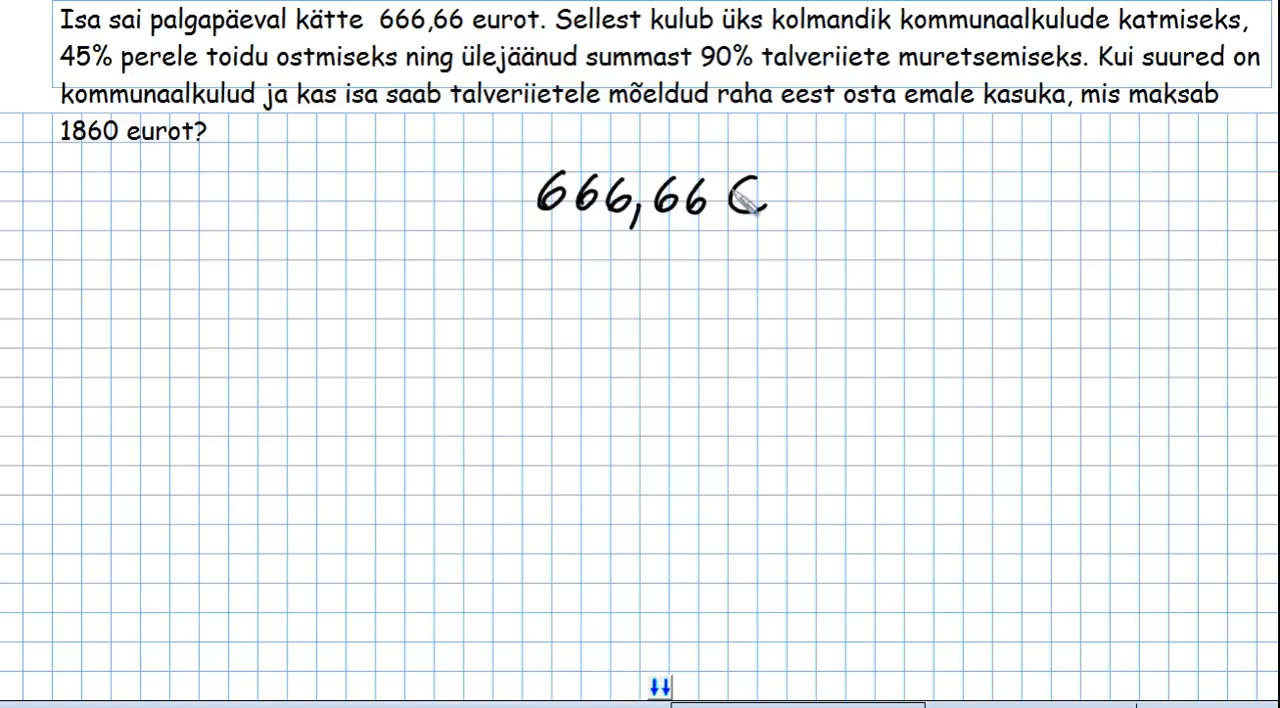 Isa sai palgapäeval kätte 666,66 eurot. Sellest kulub üks kolmandik kommunaalkulude katmiseks,
45% perele toidu ostmiseks ning ülejäänud summast 90% talveriiete muretsemiseks. Kui suured on
kommunaalkulud ja kas isa saab talveriietele mõeldud raha eest osta emale kasuka, mis maksab
1860 eurot?
666,66 €